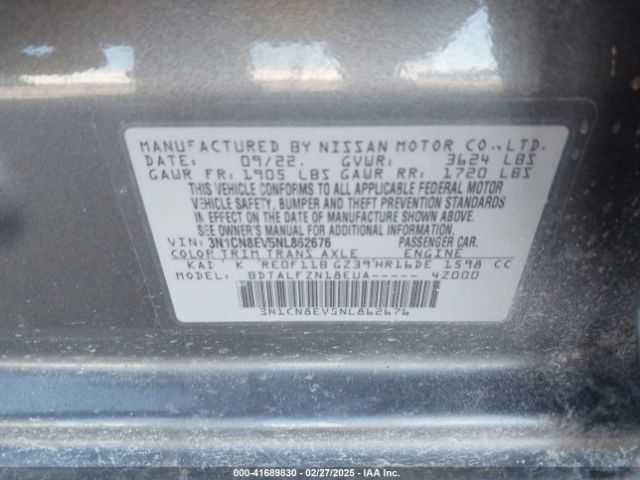 MANUFACTURED BY NISSAN MOTOR CO.,LTD.
DATE: 09/22. GVWR: 3624 LBS
GAWR FR: 1905 LBS GAWR RR: 1720 LBS
THIS VEHICLE CONFORMS TO ALL APPLICABLE FEDERAL MOTOR
VEHICLE SAFETY, BUMPER AND THEFT PREVENTION STANDARDS
IN EFFECT ON THE DATE OF MANUFACTURE SHOWN ABOVE.
SEE OWNER'S MANUAL FOR ADDITIONAL INFORMATION.
VIN: 3N1CN8EV5NL862676 PASSENGER CAR.
COLOR TRIM TRANS AXLE ENGINE
KAI K RE0F11B GZ39 HR16DE 1598 CC
MODEL: BDTALFZN18EUA----- 4Z000
3N1CN8EV5NL862676
000-41689830 - 02/27/2025 - IAA Inc.